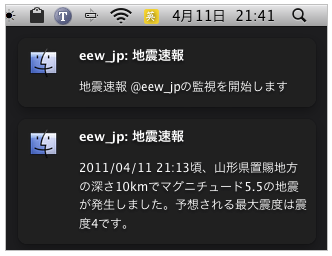 T 英 4月11日 21:41
eew_jp: 地震速報
地震速報 @eew_jpの監視を開始します
eew_jp: 地震速報
2011/04/11 21:13頃、山形県置賜地方
の深さ10kmでマグニチュード5.5の地震
が発生しました。予想される最大震度は震
度4です。